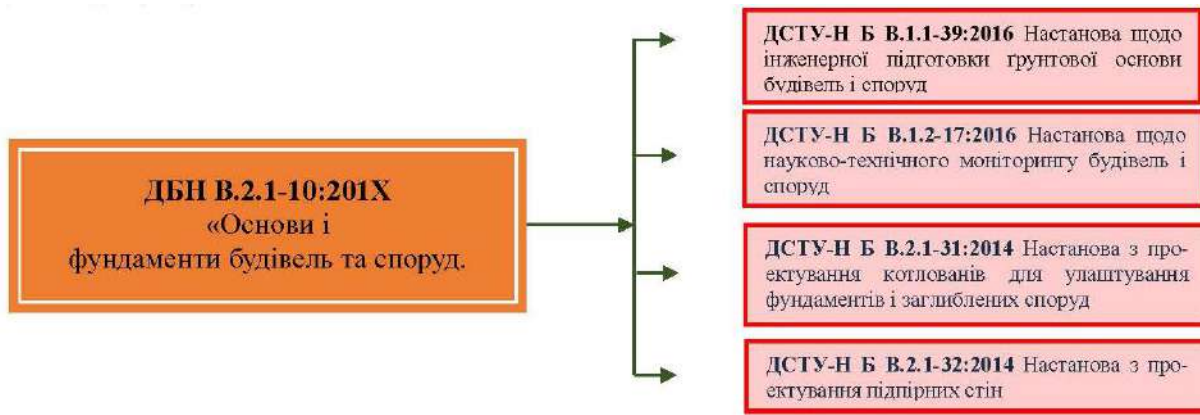 ДБН В.2.1-10:201X
«Основи і
фундаменти будівель та споруд.
ДСТУ-Н Б В.1.1-39:2016 Настанова щодо
інженерної підготовки ґрунтової основи
будівель і споруд
ДСТУ-Н Б В.1.2-17:2016 Настанова щодо
науково-технічного моніторингу будівель і
споруд
ДСТУ-Н Б В.2.1-31:2014 Настанова з про-
ектування котлованів для улаштування
фундаментів і заглиблених споруд
ДСТУ-Н Б В.2.1-32:2014 Настанова з про-
ектування підпірних стін